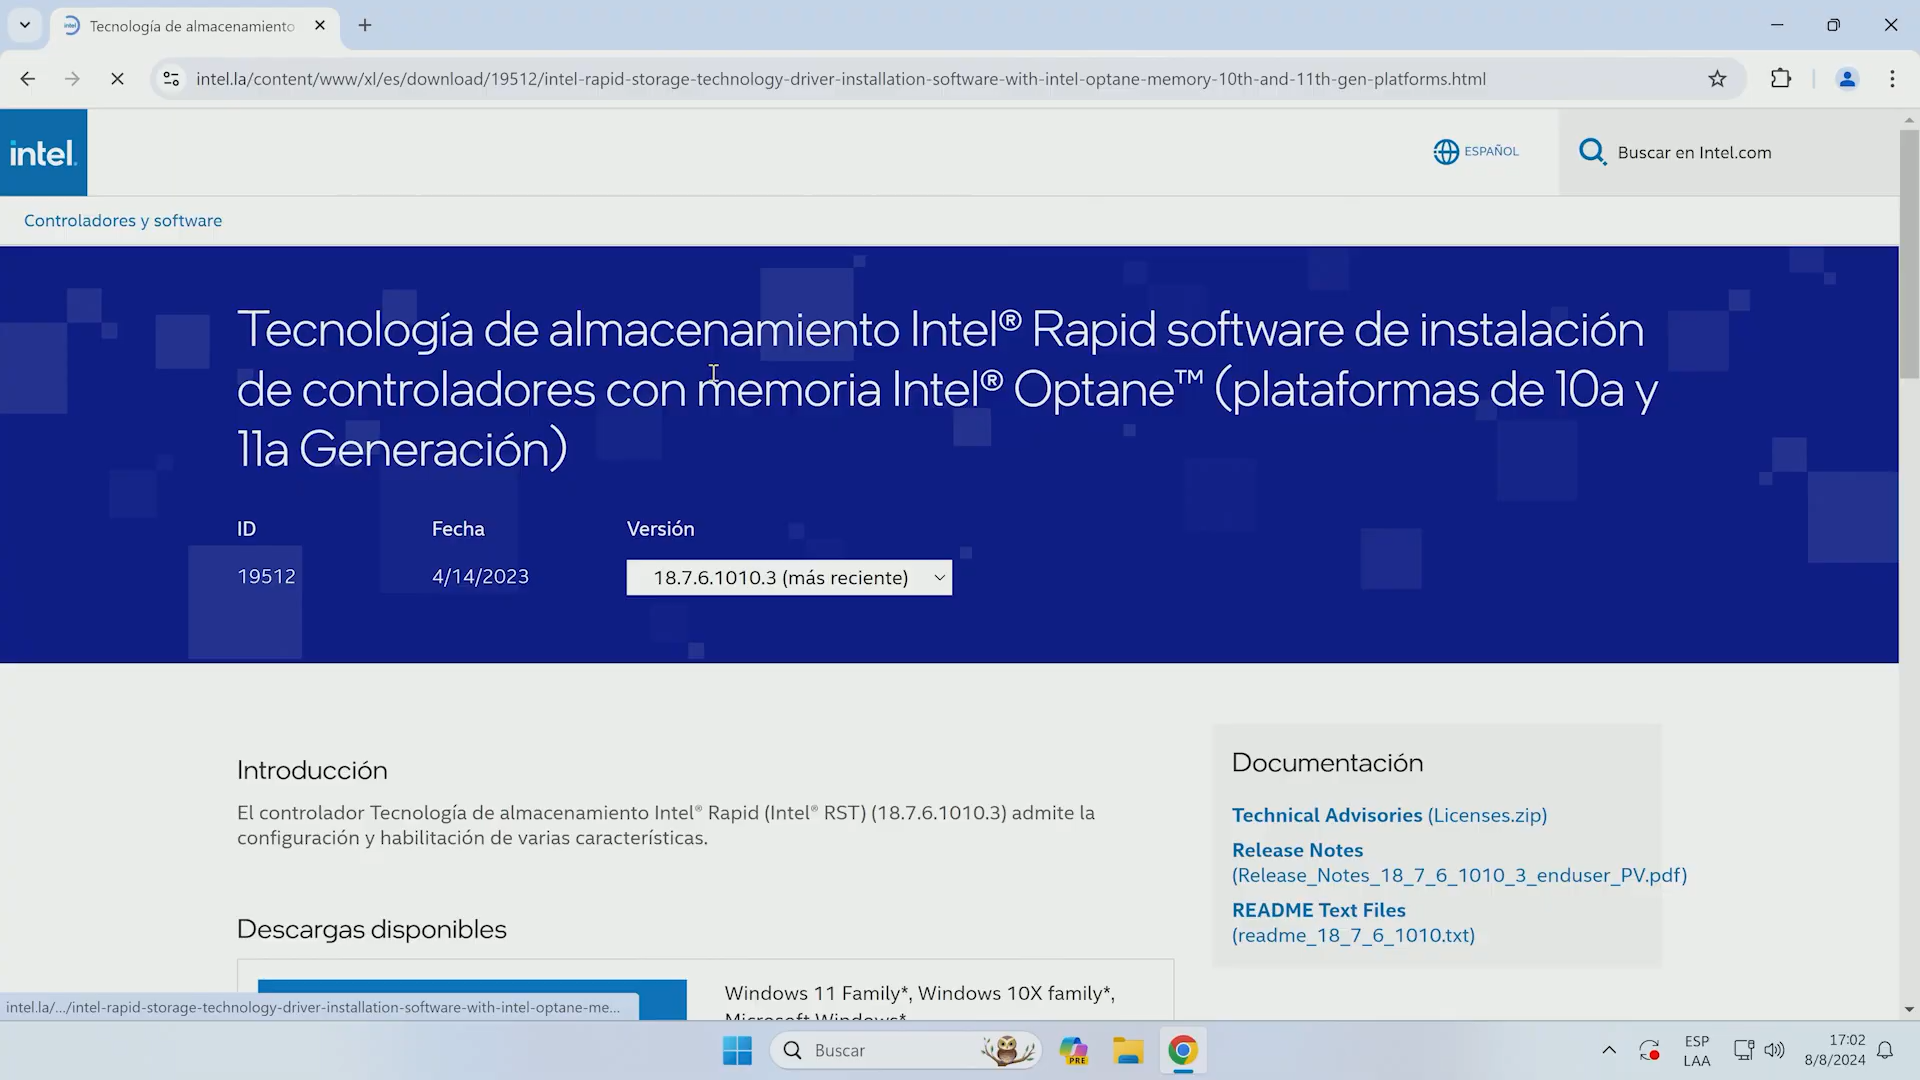 Tecnología de almacenamiento
intel.la/content/www/xl/es/download/19512/intel-rapid-storage-technology-driver-installation-software-with-intel-optane-memory-10th-and-11th-gen-platforms.html
intel.
ESPAÑOL
Buscar en Intel.com
Controladores y software
Tecnología de almacenamiento Intel® Rapid software de instalación
de controladores con memoria Intel® Optane™ (plataformas de 10a y
11a Generación)
ID
Fecha
Versión
19512
4/14/2023
18.7.6.1010.3 (más reciente)
Introducción
El controlador Tecnología de almacenamiento Intel® Rapid (Intel® RST) (18.7.6.1010.3) admite la
configuración y habilitación de varias características.
Documentación
Technical Advisories (Licenses.zip)
Release Notes
(Release_Notes_18_7_6_1010_3_enduser_PV.pdf)
README Text Files
(readme_18_7_6_1010.txt)
Descargas disponibles
Windows 11 Family*, Windows 10X family*,
Microsoft Windows*
intel.la/.../intel-rapid-storage-technology-driver-installation-software-with-intel-optane-me...
Buscar
PRE
ESP
LAA
17:02
8/8/2024